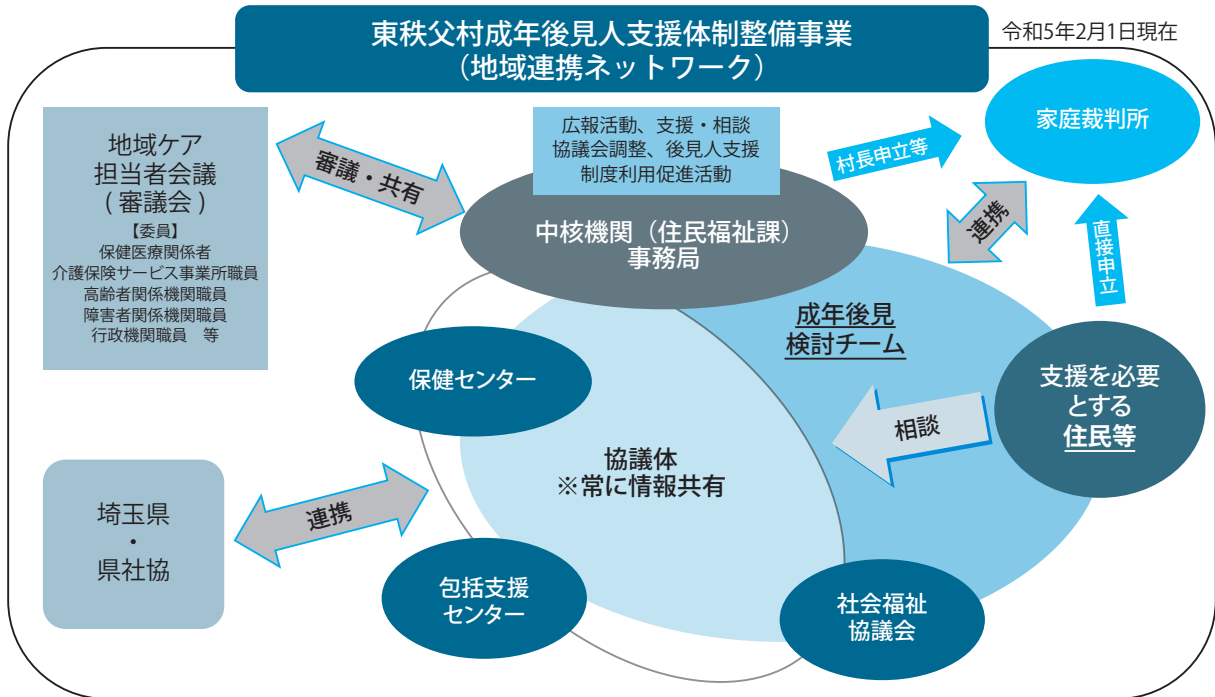 東秩父村成年後見人支援体制整備事業
（地域連携ネットワーク）
令和5年2月1日現在
地域ケア
担当者会議
( 審議会 )
【委員】
保健医療関係者
介護保険サービス事業所職員
高齢者関係機関職員
障害者関係機関職員
行政機関職員　等
審議・共有
広報活動、支援・相談
協議会調整、後見人支援
制度利用促進活動
中核機関（住民福祉課）
事務局
村長申立等
家庭裁判所
連携
直接申立
成年後見
検討チーム
支援を必要
とする
住民等
相談
保健センター
協議体
※常に情報共有
埼玉県
・
県社協
連携
包括支援
センター
社会福祉
協議会